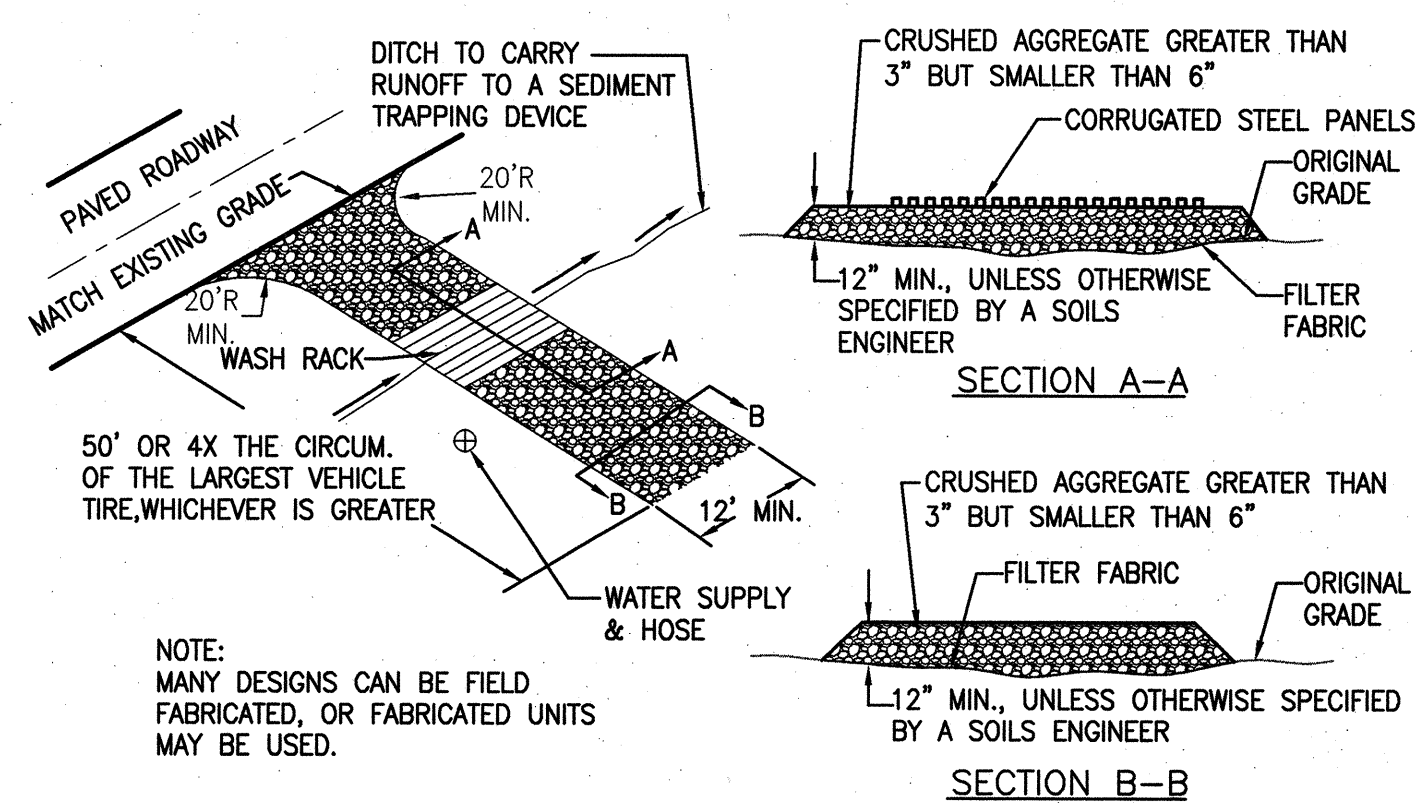 DITCH TO CARRY
RUNOFF TO A SEDIMENT
TRAPPING DEVICE
PAVED ROADWAY
MATCH EXISTING GRADE
20'R
MIN.
20'R
MIN.
A
A
WASH RACK
B
B
50' OR 4X THE CIRCUM.
OF THE LARGEST VEHICLE
TIRE,WHICHEVER IS GREATER
12' MIN.
WATER SUPPLY
& HOSE
NOTE:
MANY DESIGNS CAN BE FIELD
FABRICATED, OR FABRICATED UNITS
MAY BE USED.
CRUSHED AGGREGATE GREATER THAN
3" BUT SMALLER THAN 6"
CORRUGATED STEEL PANELS
ORIGINAL
GRADE
12" MIN., UNLESS OTHERWISE
SPECIFIED BY A SOILS
ENGINEER
FILTER
FABRIC
SECTION A-A
CRUSHED AGGREGATE GREATER THAN
3" BUT SMALLER THAN 6"
FILTER FABRIC
ORIGINAL
GRADE
12" MIN., UNLESS OTHERWISE SPECIFIED
BY A SOILS ENGINEER
SECTION B-B